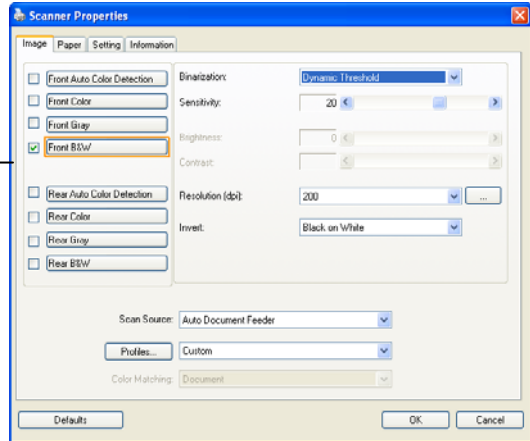 Scanner Properties
Image Paper Setting Information
Front Auto Color Detection
Front Color
Front Gray
Front B&W
Rear Auto Color Detection
Rear Color
Rear Gray
Rear B&W
Binarization: Dynamic Threshold
Sensitivity: 20
Brightness: 0
Contrast:
Resolution (dpi): 200 ...
Invert: Black on White
Scan Source: Auto Document Feeder
Profiles... Custom
Color Matching: Document
Defaults OK Cancel